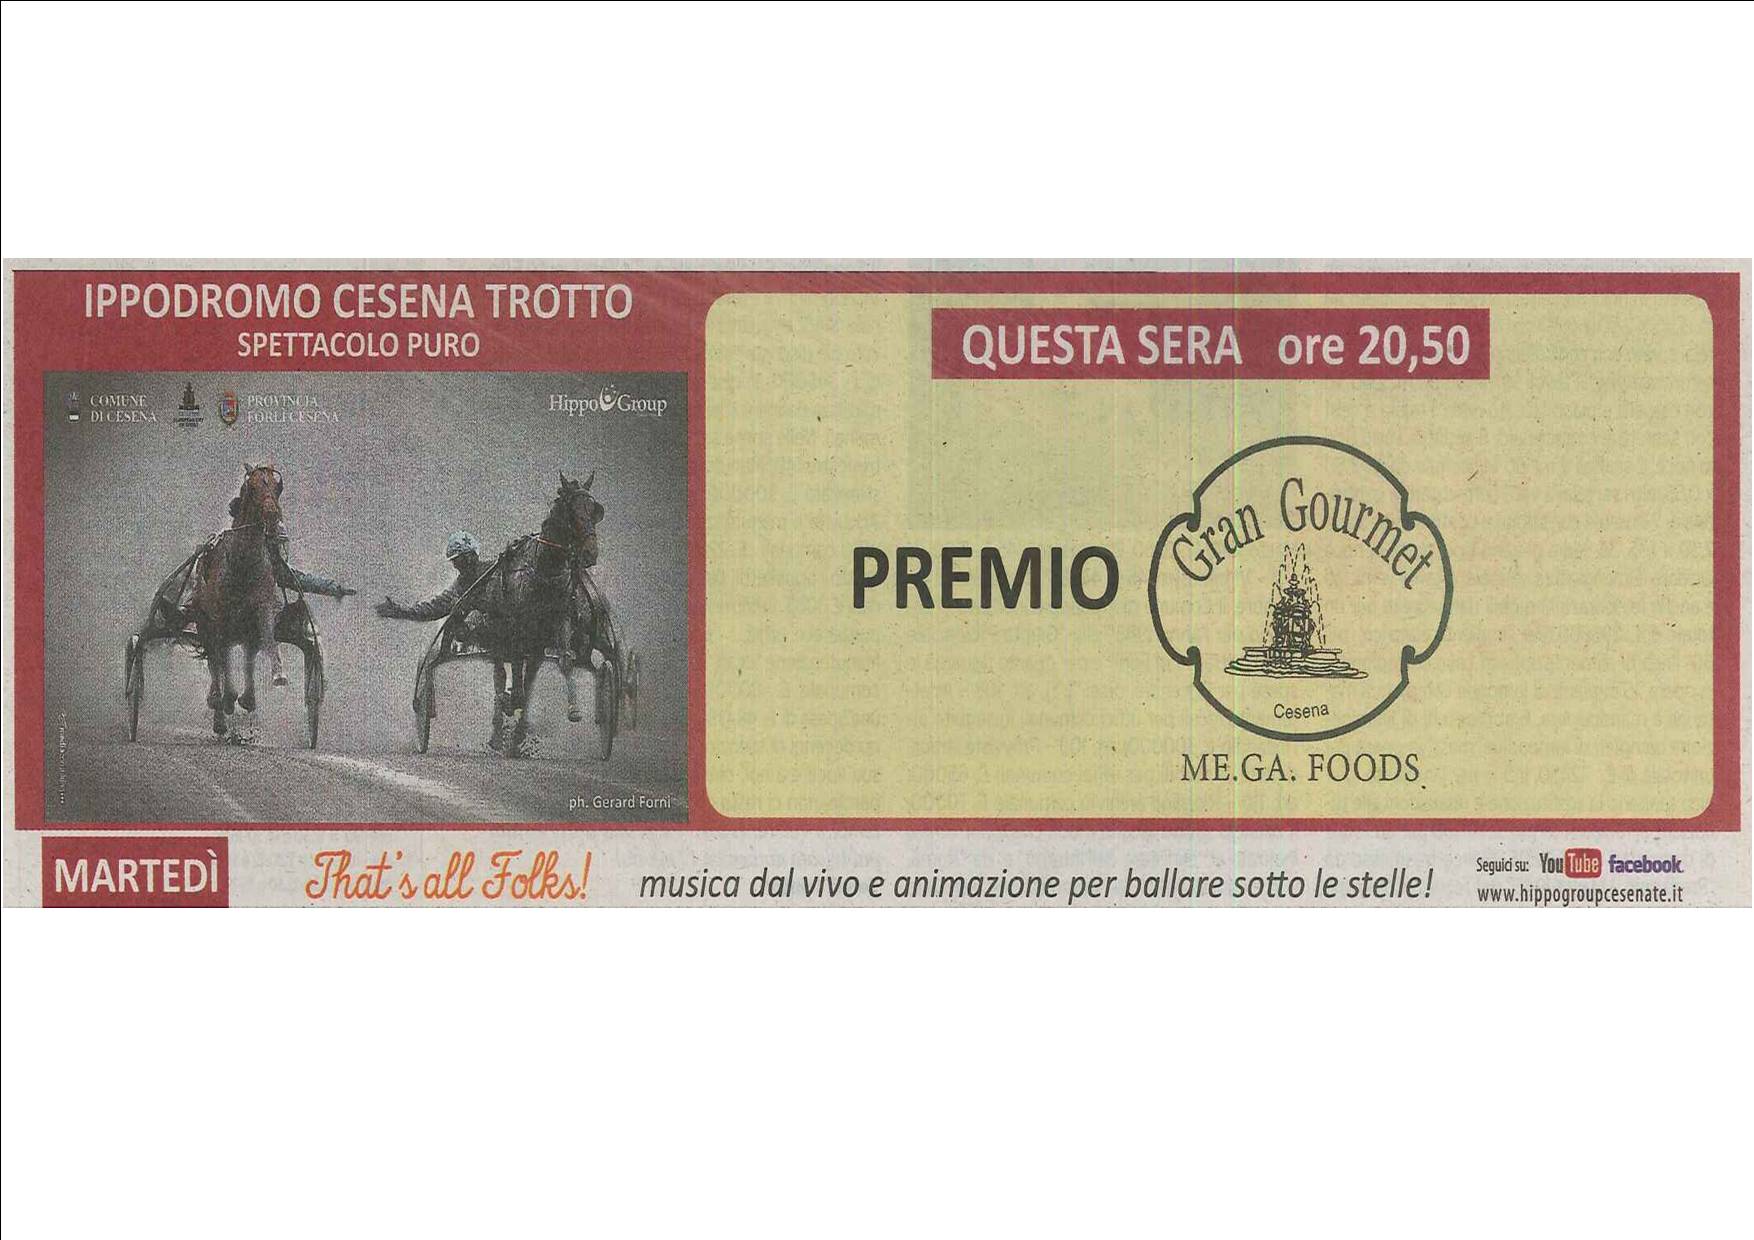 IPPODROMO CESENA TROTTO
SPETTACOLO PURO
COMUNE
DI CESENA
PROVINCIA
FORLÌ CESENA
HippoGroup
ph. Gerard Forni
QUESTA SERA ore 20,50
PREMIO
Gran Gourmet
Cesena
ME.GA. FOODS
MARTEDÌ
That's all Folks!
musica dal vivo e animazione per ballare sotto le stelle!
Seguici su: YouTube facebook
www.hippogroupcesenate.it